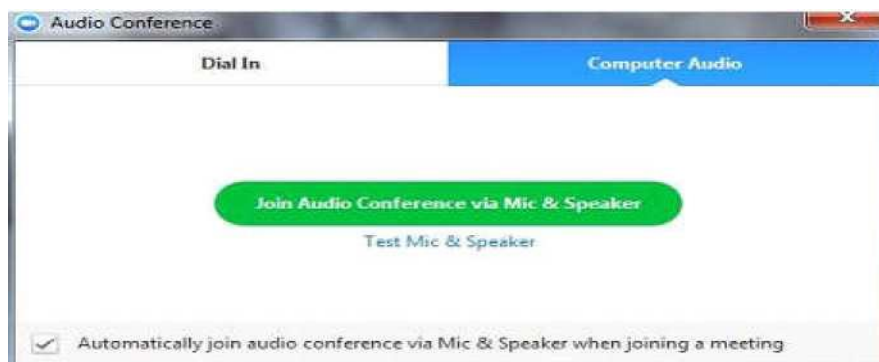 Audio Conference
Dial In
Computer Audio
Join Audio Conference via Mic & Speaker
Test Mic & Speaker
Automatically join audio conference via Mic & Speaker when joining a meeting